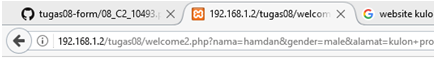 tugas08-form/08_C2_10493.p
192.168.1.2/tugas08/welcom
website kulon
192.168.1.2/tugas08/welcome2.php?nama=hamdan&gender=male&alamat=kulon+pro